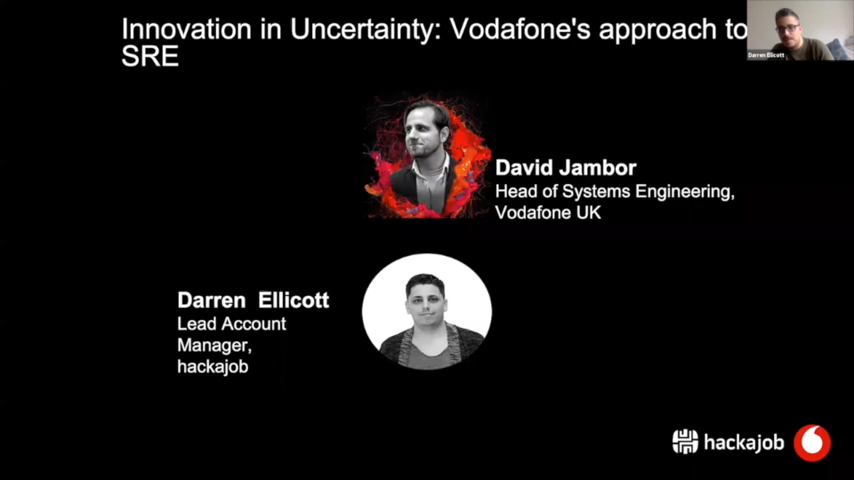 Innovation in Uncertainty: Vodafone's approach to
SRE
Darren Ellicott
David Jambor
Head of Systems Engineering,
Vodafone UK
Darren Ellicott
Lead Account
Manager,
hackajob
hackajob